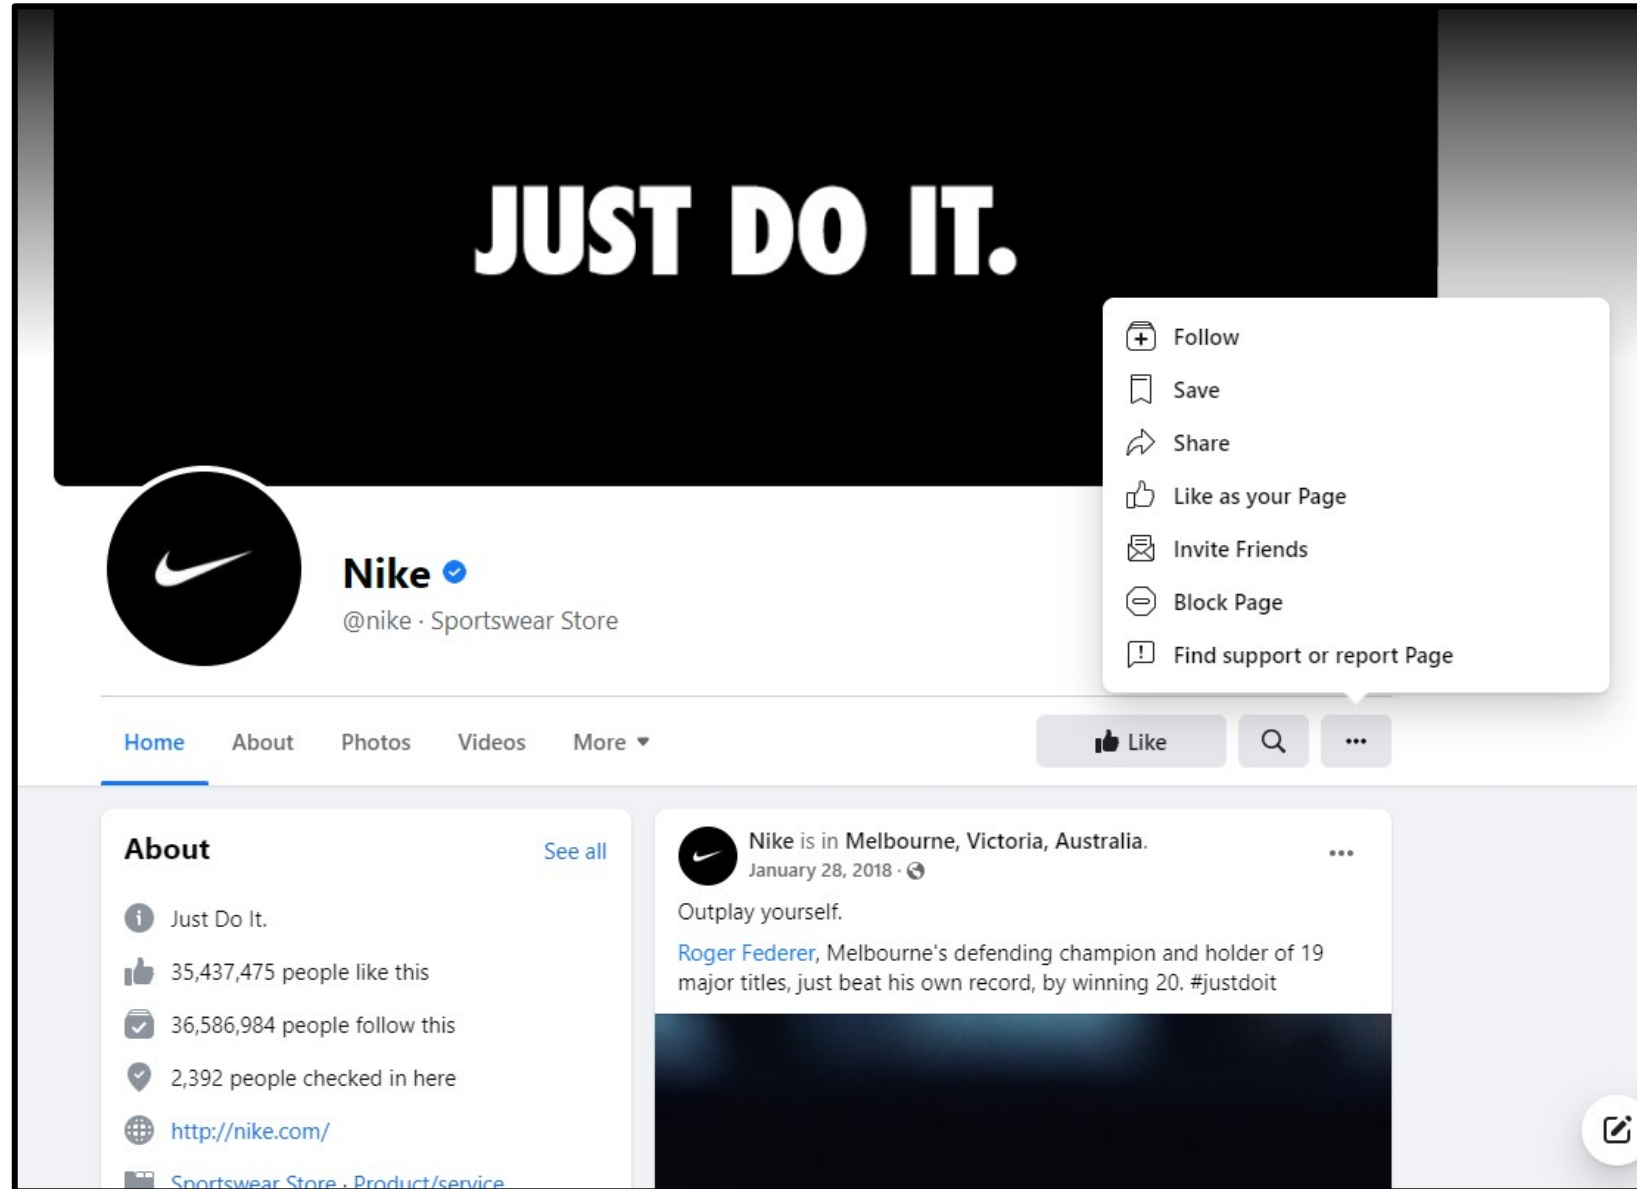 JUST DO IT.
Follow
Save
Share
Like as your Page
Invite Friends
Block Page
Find support or report Page
Nike
@nike · Sportswear Store
Home About Photos Videos More
Like
About
See all
Just Do It.
35,437,475 people like this
36,586,984 people follow this
2,392 people checked in here
http://nike.com/
Sportswear Store · Product/service
Nike is in Melbourne, Victoria, Australia.
January 28, 2018 ·
Outplay yourself.
Roger Federer, Melbourne's defending champion and holder of 19
major titles, just beat his own record, by winning 20. #justdoit